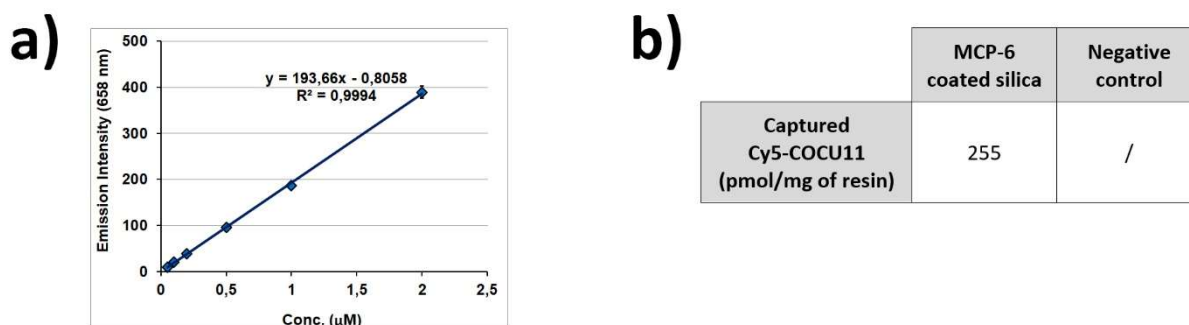 a)
500
400
300
200
100
0
Emission Intensity (658 nm)
y = 193,66x - 0,8058
R² = 0,9994
0
0,5
1
1,5
2
2,5
Conc. (μM)
b)
MCP-6
coated silica
Negative
control
Captured
Cy5-COCU11
(pmol/mg of resin)
255
/